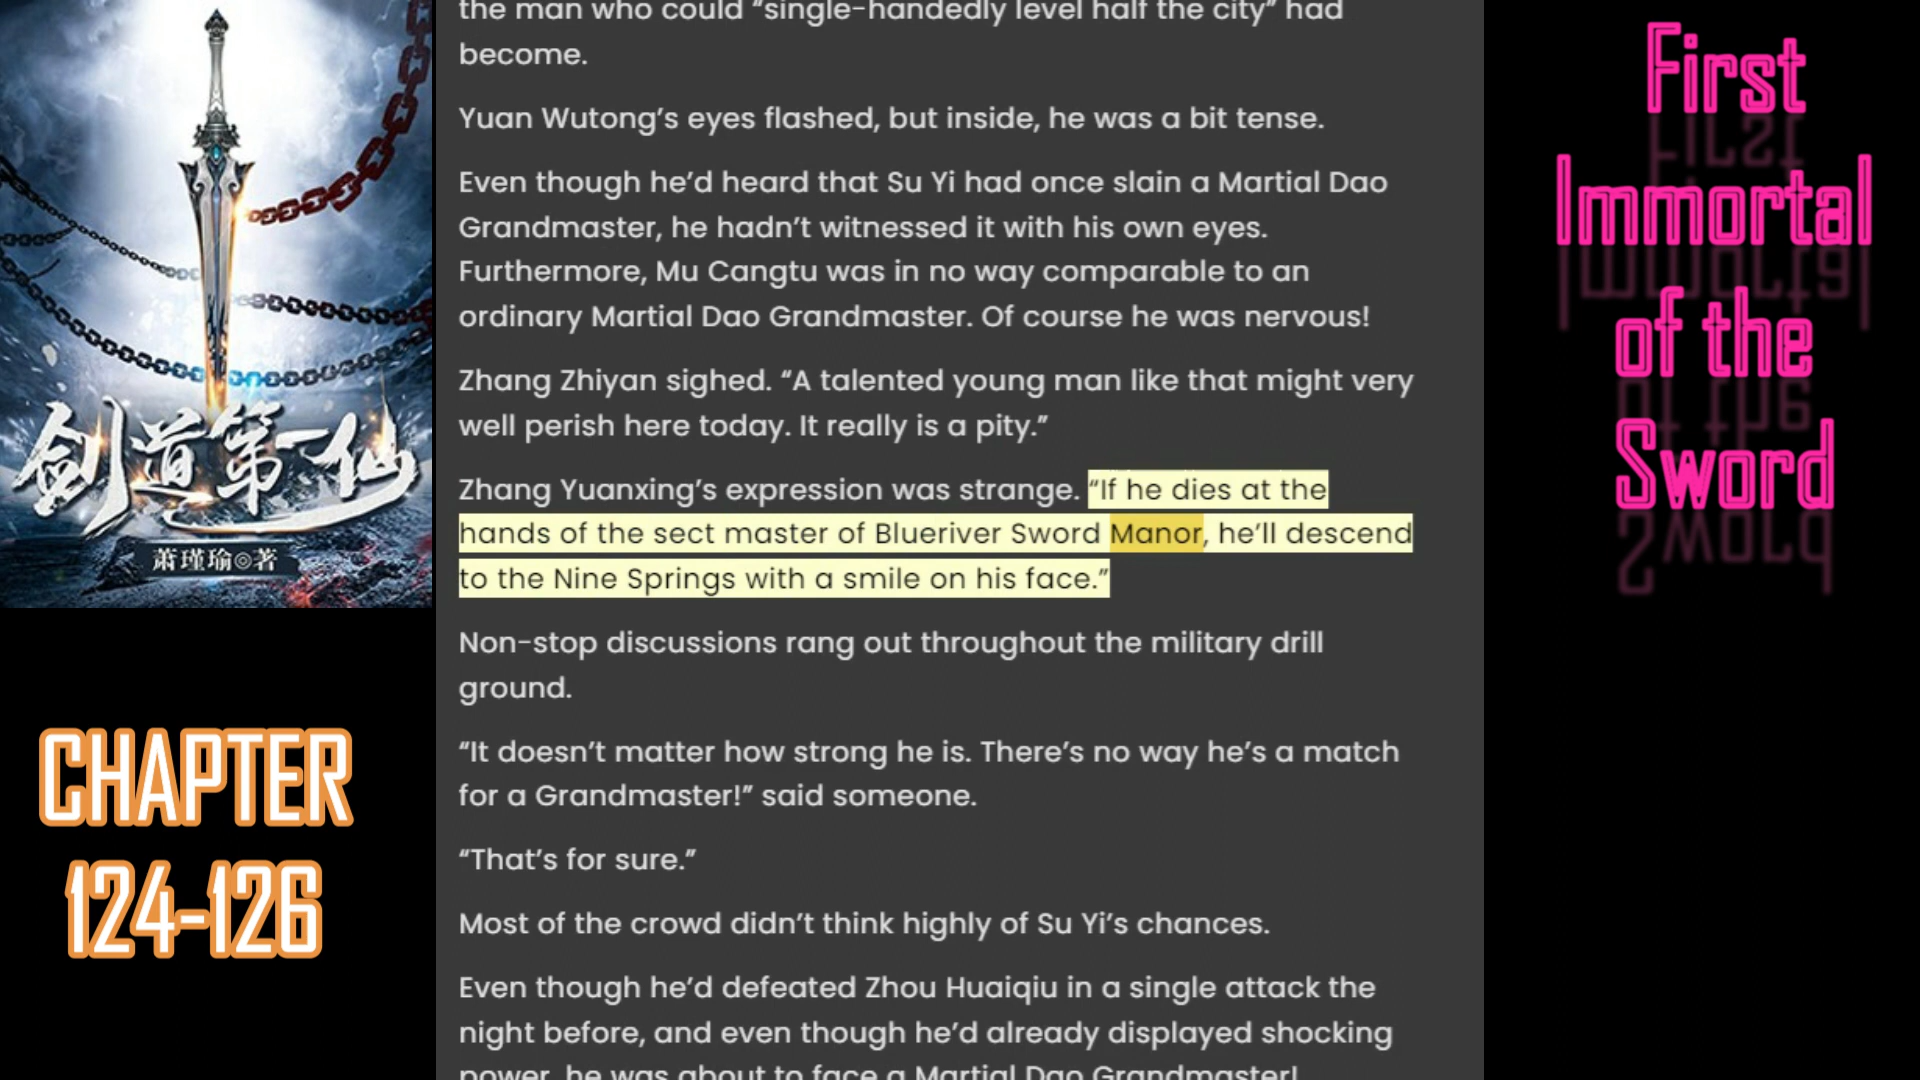 剑道第一仙
萧瑾瑜◎著
CHAPTER
124-126
the man who could “single-handedly level half the city” had
become.
Yuan Wutong’s eyes flashed, but inside, he was a bit tense.
Even though he’d heard that Su Yi had once slain a Martial Dao
Grandmaster, he hadn’t witnessed it with his own eyes.
Furthermore, Mu Cangtu was in no way comparable to an
ordinary Martial Dao Grandmaster. Of course he was nervous!
Zhang Zhiyan sighed. “A talented young man like that might very
well perish here today. It really is a pity.”
Zhang Yuanxing’s expression was strange. “If he dies at the
hands of the sect master of Blueriver Sword Manor, he’ll descend
to the Nine Springs with a smile on his face.”
Non-stop discussions rang out throughout the military drill
ground.
“It doesn’t matter how strong he is. There’s no way he’s a match
for a Grandmaster!” said someone.
“That’s for sure.”
Most of the crowd didn’t think highly of Su Yi’s chances.
Even though he’d defeated Zhou Huaiqiu in a single attack the
night before, and even though he’d already displayed shocking
power, he was about to face a Martial Dao Grandmaster!
First
Immortal
of the
Sword